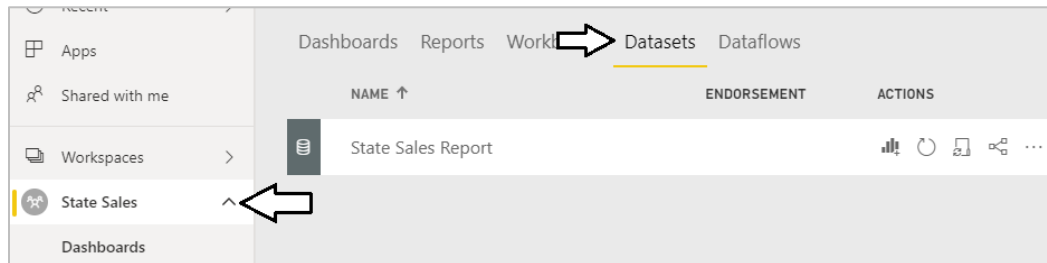 Apps
Shared with me
Workspaces
State Sales
Dashboards
Dashboards Reports Datasets Dataflows
NAME ENDORSEMENT ACTIONS
State Sales Report